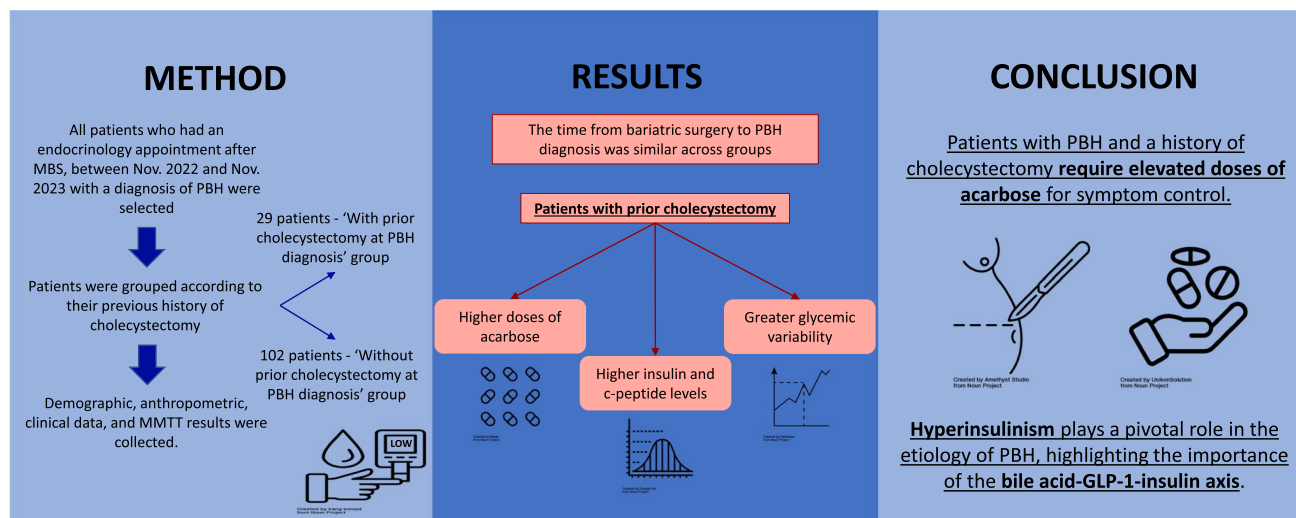 METHOD
All patients who had an
endocrinology appointment after
MBS, between Nov. 2022 and Nov.
2023 with a diagnosis of PBH were
selected
Patients were grouped according to
their previous history of
cholecystectomy
29 patients - ‘With prior
cholecystectomy at PBH
diagnosis’ group
102 patients - ‘Without
prior cholecystectomy at
PBH diagnosis’ group
Demographic, anthropometric,
clinical data, and MMTT results were
collected.
LOW
from Noun Project
RESULTS
The time from bariatric surgery to PBH
diagnosis was similar across groups
Patients with prior cholecystectomy
Higher doses of
acarbose
Higher insulin and
c-peptide levels
Greater glycemic
variability
CONCLUSION
Patients with PBH and a history of
cholecystectomy require elevated doses of
acarbose for symptom control.
Created by Amethyst Studio
from Noun Project
Created by UnikonSolution
from Noun Project
Hyperinsulinism plays a pivotal role in the
etiology of PBH, highlighting the importance
of the bile acid-GLP-1-insulin axis.